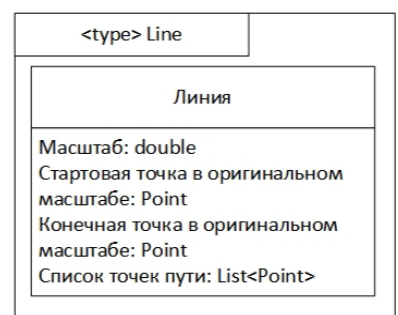 <type> Line
Линия
Масштаб: double
Стартовая точка в оригинальном
масштабе: Point
Конечная точка в оригинальном
масштабе: Point
Список точек пути: List<Point>